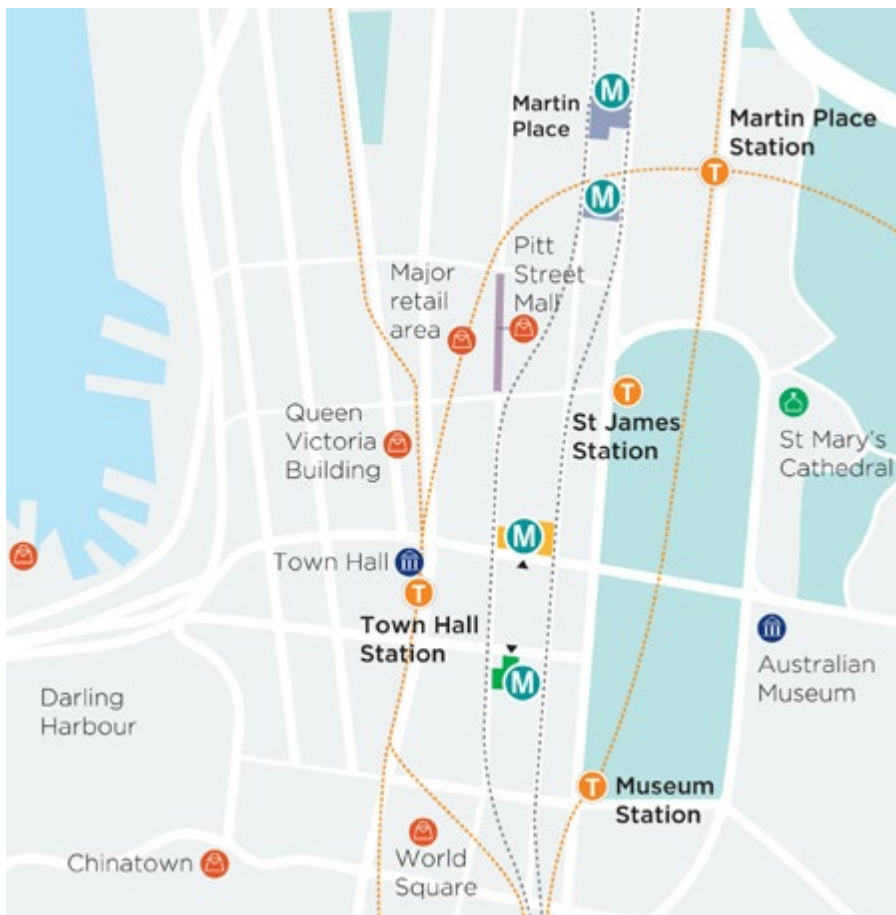 M
Martin
Place
Martin Place
Station
T
M
Pitt
Street
Mall
Major
retail
area
T
St James
Station
Queen
Victoria
Building
St Mary's
Cathedral
M
Town Hall
T
Town Hall
Station
M
Australian
Museum
Darling
Harbour
T
Museum
Station
World
Square
Chinatown